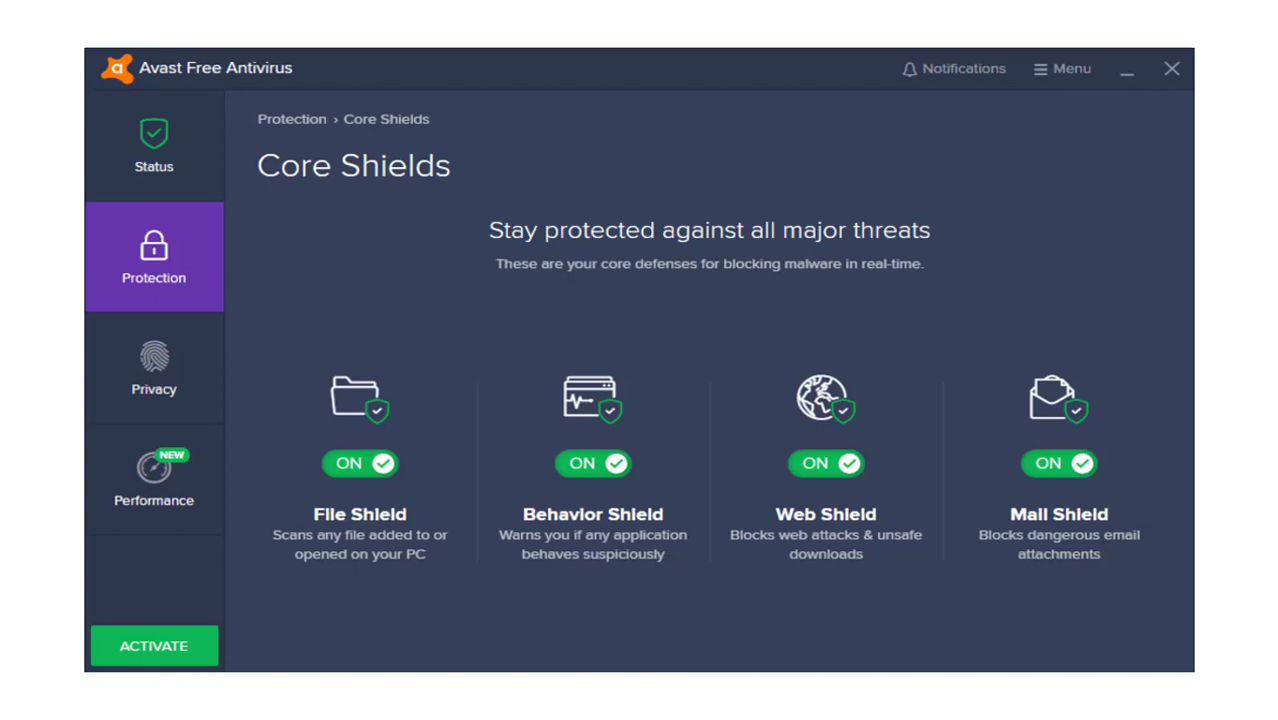 Avast Free Antivirus
Notifications
Menu
Status
Protection
Privacy
NEW
Performance
ACTIVATE
Protection › Core Shields
Core Shields
Stay protected against all major threats
These are your core defenses for blocking malware in real-time.
ON
File Shield
Scans any file added to or
opened on your PC
ON
Behavior Shield
Warns you if any application
behaves suspiciously
ON
Web Shield
Blocks web attacks & unsafe
downloads
ON
Mail Shield
Blocks dangerous email
attachments